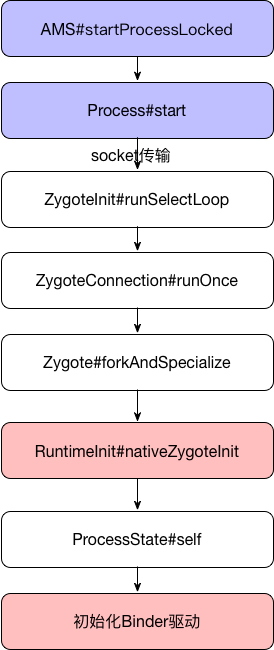 AMS#startProcessLocked
Process#start
socket传输
ZygoteInit#runSelectLoop
ZygoteConnection#runOnce
Zygote#forkAndSpecialize
RuntimeInit#nativeZygoteInit
ProcessState#self
初始化Binder驱动